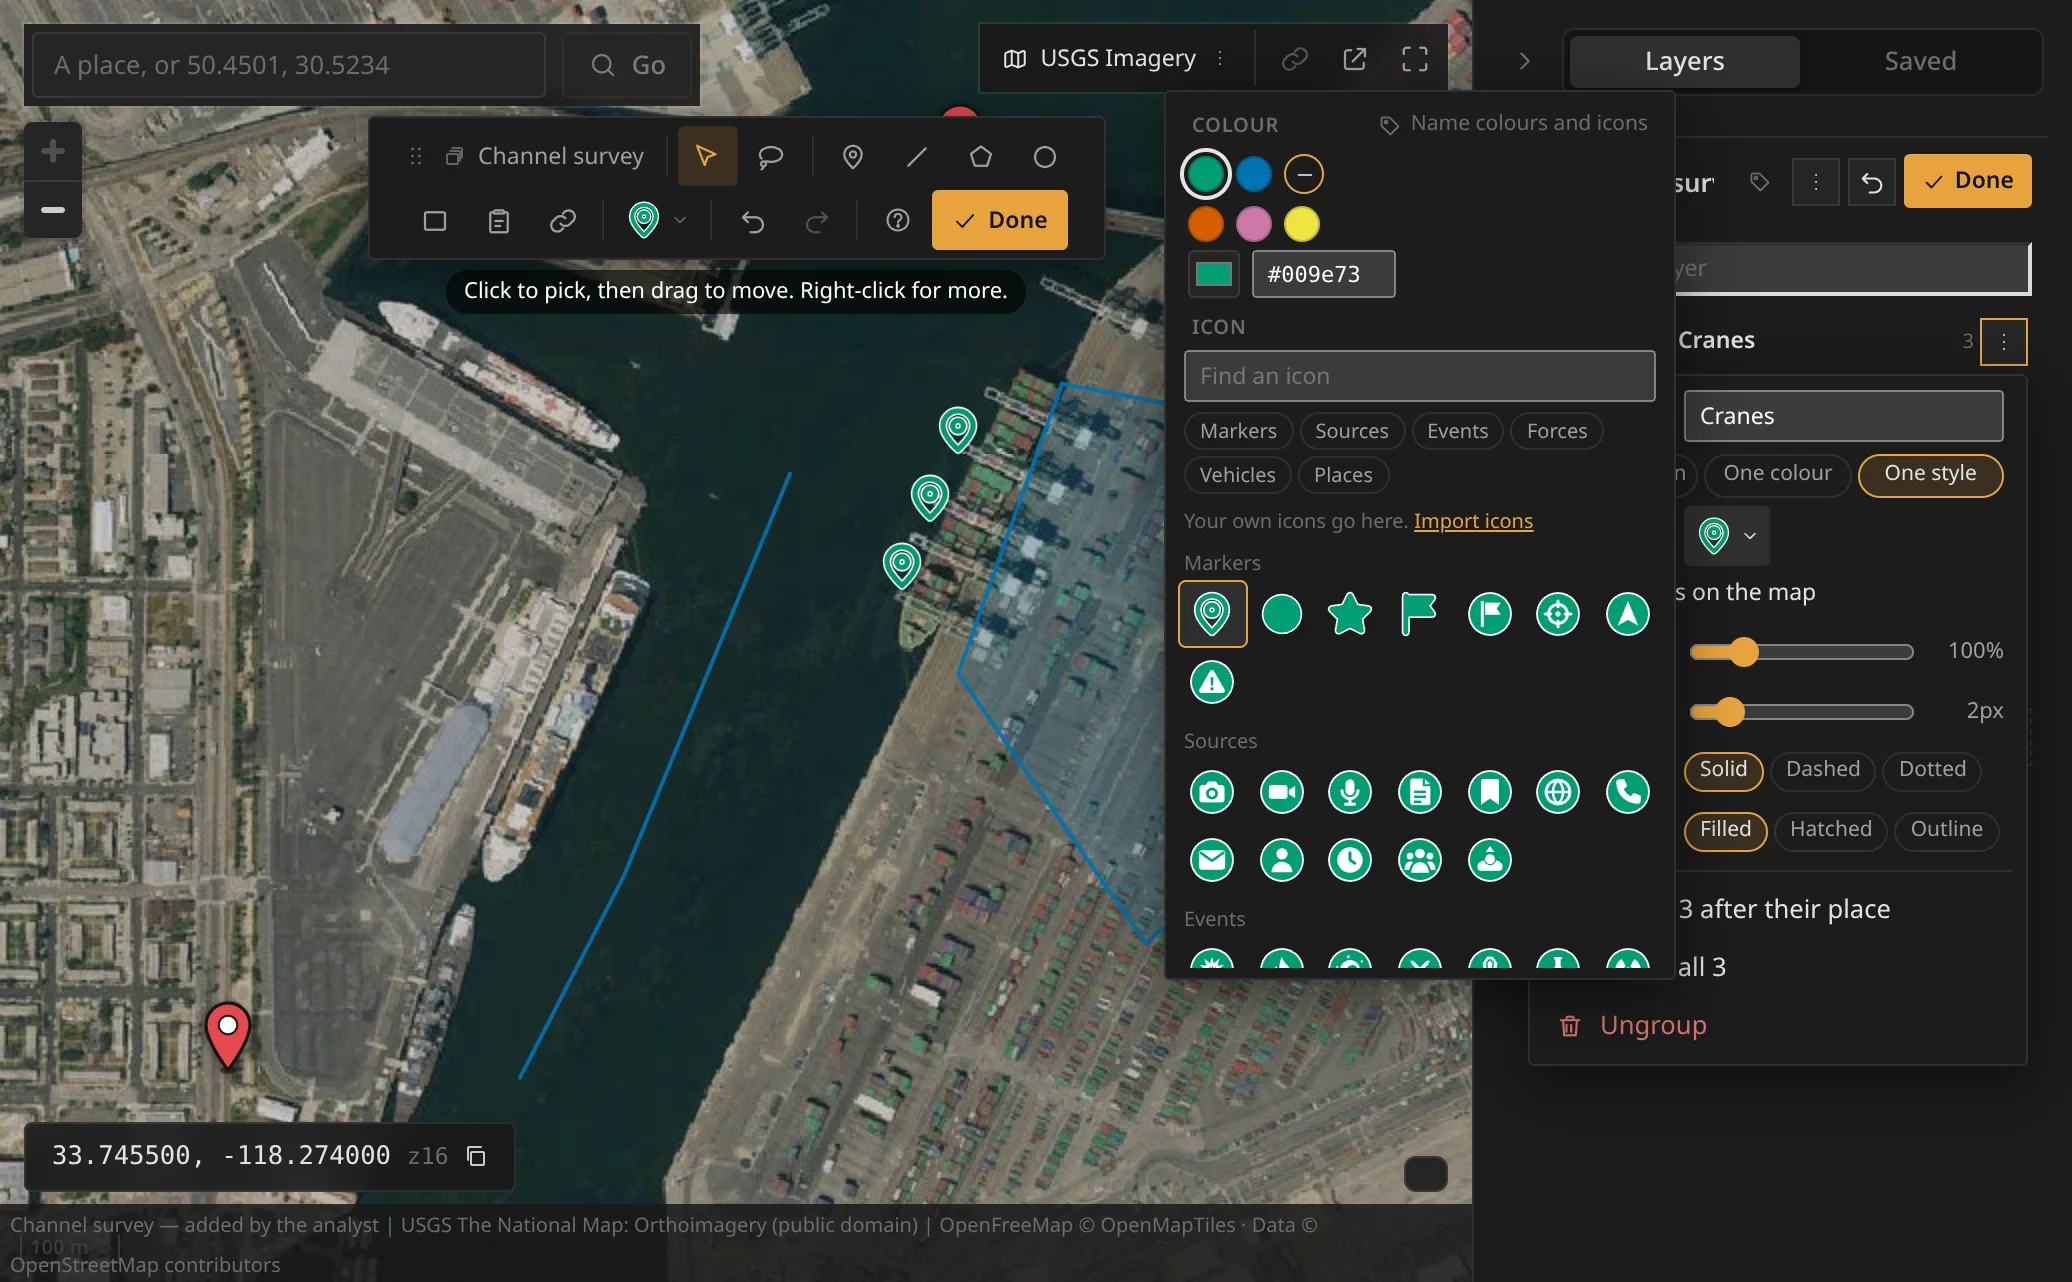 A place, or 50.4501, 30.5234
Go
USGS Imagery
Layers
Saved
Channel survey
Done
Click to pick, then drag to move. Right-click for more.
COLOUR
Name colours and icons
#009e73
ICON
Find an icon
Markers
Sources
Events
Forces
Vehicles
Places
Your own icons go here. Import icons
Markers
Sources
Events
Done
Cranes
3
Cranes
One colour
One style
s on the map
100%
2px
Solid
Dashed
Dotted
Filled
Hatched
Outline
3 after their place
all 3
Ungroup
33.745500, -118.274000 z16
Channel survey — added by the analyst | USGS The National Map: Orthoimagery (public domain) | OpenFreeMap © OpenMapTiles · Data ©
100 m
OpenStreetMap contributors